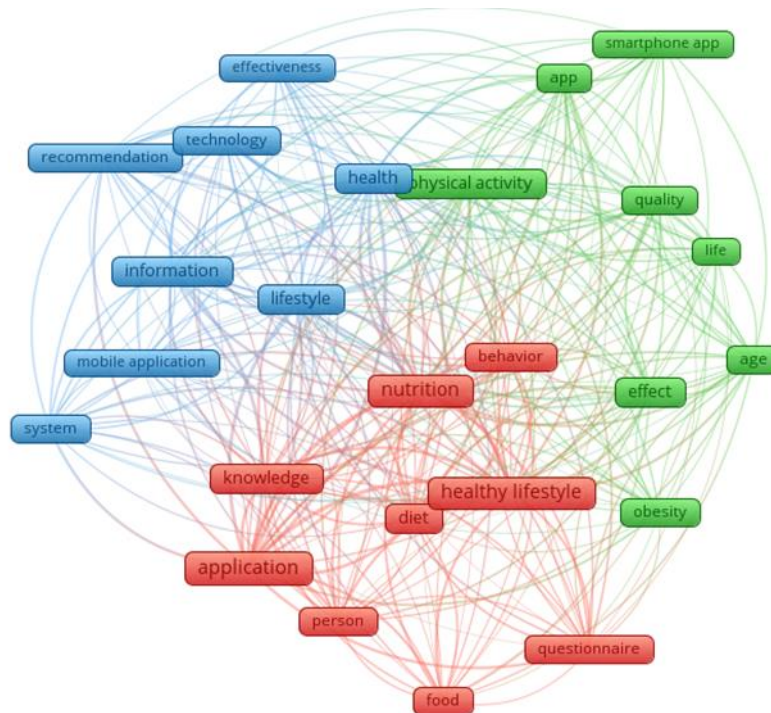 smartphone app
effectiveness
app
technology
recommendation
health
physical activity
quality
life
information
lifestyle
behavior
mobile application
age
nutrition
effect
system
knowledge
healthy lifestyle
diet
obesity
application
person
questionnaire
food